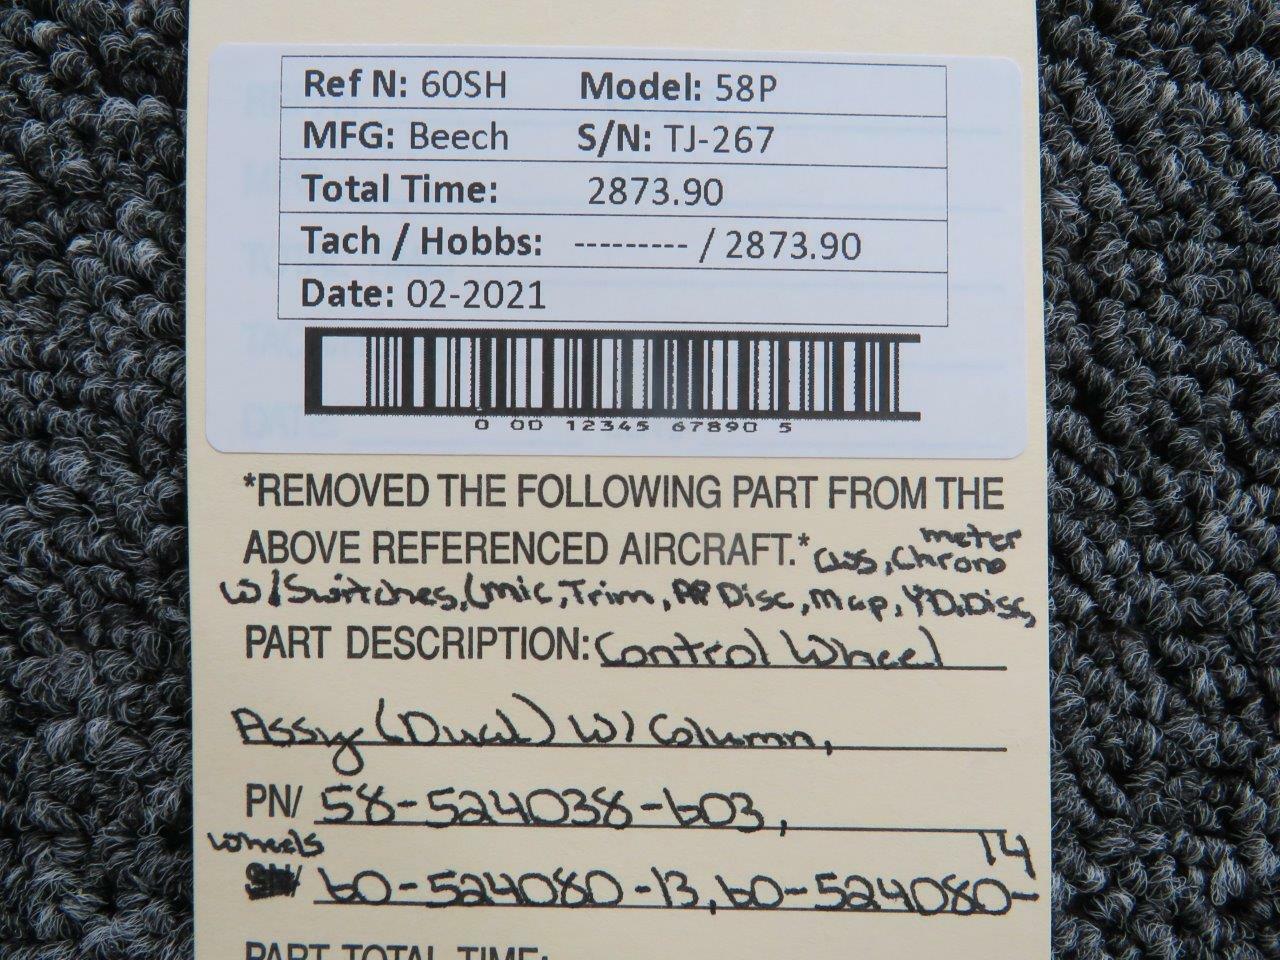 Ref N: 60SH Model: 58P
MFG: Beech S/N: TJ-267
Total Time: 2873.90
Tach / Hobbs: --------- / 2873.90
Date: 02-2021
0 00 12345 67890 5
*REMOVED THE FOLLOWING PART FROM THE
ABOVE REFERENCED AIRCRAFT.* CWS, Chrono meter
W/Switches, (mic, Trim, AP Disc, Map, YD.Disc,
PART DESCRIPTION: Control Wheel
Assy (Dual) W/ Column,
PN/ 58-524038-603,
Wheels
60-524080-13, 60-524080-14
PART TOTAL TIME: